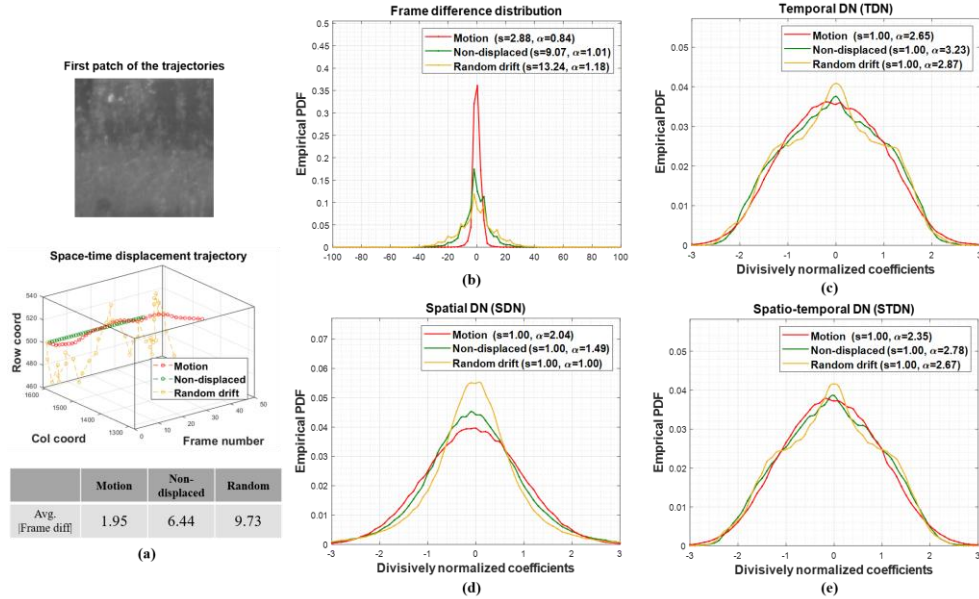 First patch of the trajectories
Space-time displacement trajectory
Row coord
540
520
500
480
460
1600
1500
1400
1300
Col coord
0
10
20
30
40
50
Frame number
Motion
Non-displaced
Random drift
Motion
Non-
displaced
Random
Avg.
|Frame diff|
1.95
6.44
9.73
(a)
Frame difference distribution
Empirical PDF
0.5
0.45
0.4
0.35
0.3
0.25
0.2
0.15
0.1
0.05
0
Motion (s=2.88, α=0.84)
Non-displaced (s=9.07, α=1.01)
Random drift (s=13.24, α=1.18)
-100 -80 -60 -40 -20 0 20 40 60 80 100
(b)
Temporal DN (TDN)
Empirical PDF
0.05
0.04
0.03
0.02
0.01
0
Motion (s=1.00, α=2.65)
Non-displaced (s=1.00, α=3.23)
Random drift (s=1.00, α=2.87)
-3 -2 -1 0 1 2 3
Divisively normalized coefficients
(c)
Spatial DN (SDN)
Empirical PDF
0.07
0.06
0.05
0.04
0.03
0.02
0.01
0
Motion (s=1.00, α=2.04)
Non-displaced (s=1.00, α=1.49)
Random drift (s=1.00, α=1.00)
-3 -2 -1 0 1 2 3
Divisively normalized coefficients
(d)
Spatio-temporal DN (STDN)
Empirical PDF
0.05
0.04
0.03
0.02
0.01
0
Motion (s=1.00, α=2.35)
Non-displaced (s=1.00, α=2.78)
Random drift (s=1.00, α=2.67)
-3 -2 -1 0 1 2 3
Divisively normalized coefficients
(e)